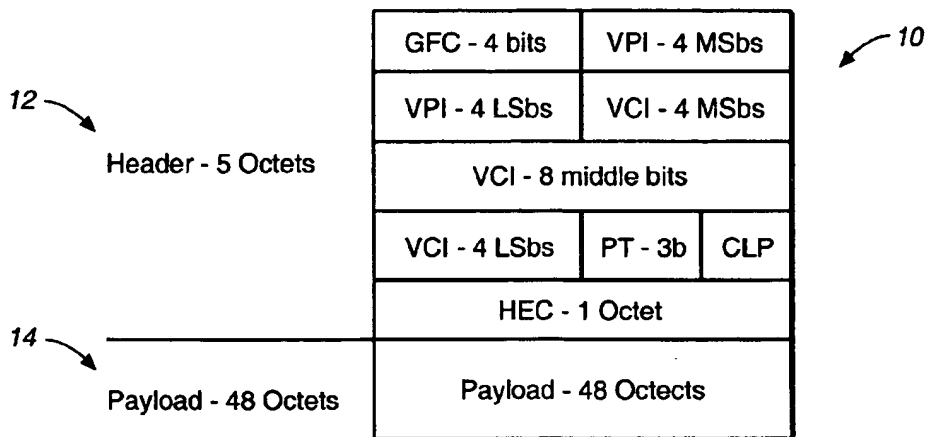 GFC - 4 bits
VPI - 4 MSbs
10
12
VPI - 4 LSbs
VCI - 4 MSbs
Header - 5 Octets
VCI - 8 middle bits
VCI - 4 LSbs
PT - 3b
CLP
HEC - 1 Octet
14
Payload - 48 Octets
Payload - 48 Octects